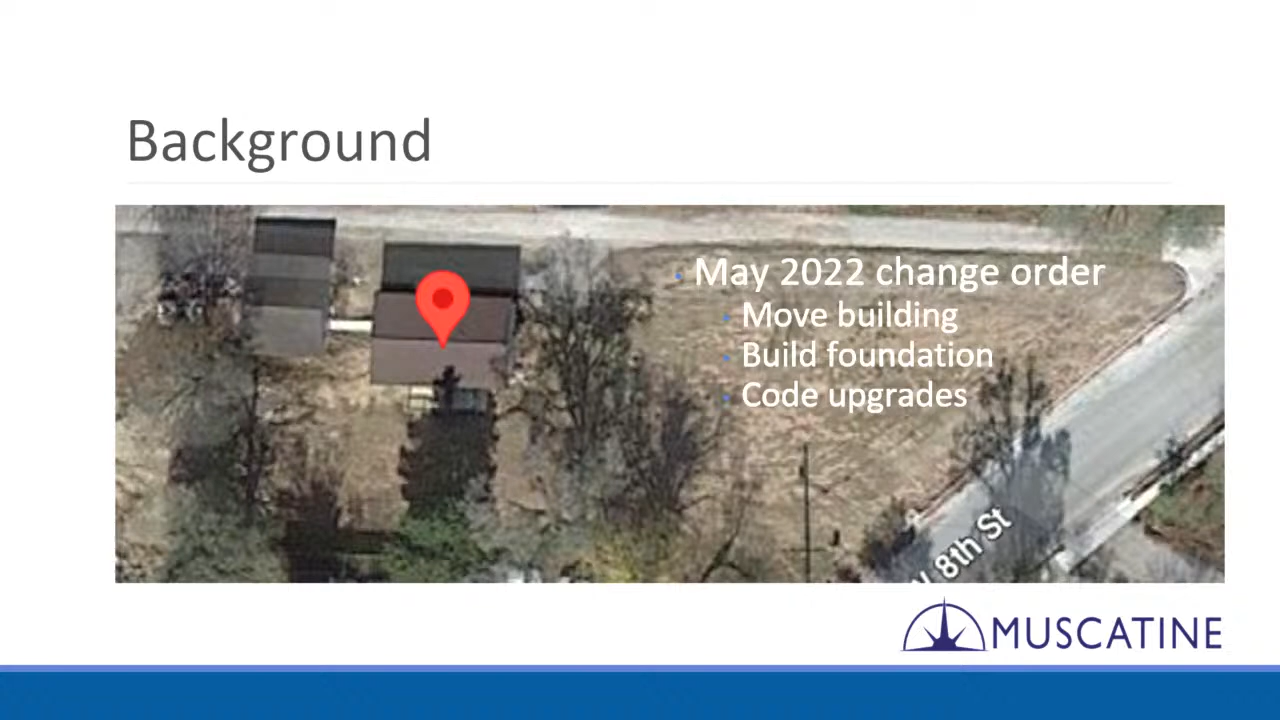 Background
May 2022 change order
Move building
Build foundation
Code upgrades
8th St
MUSCATINE